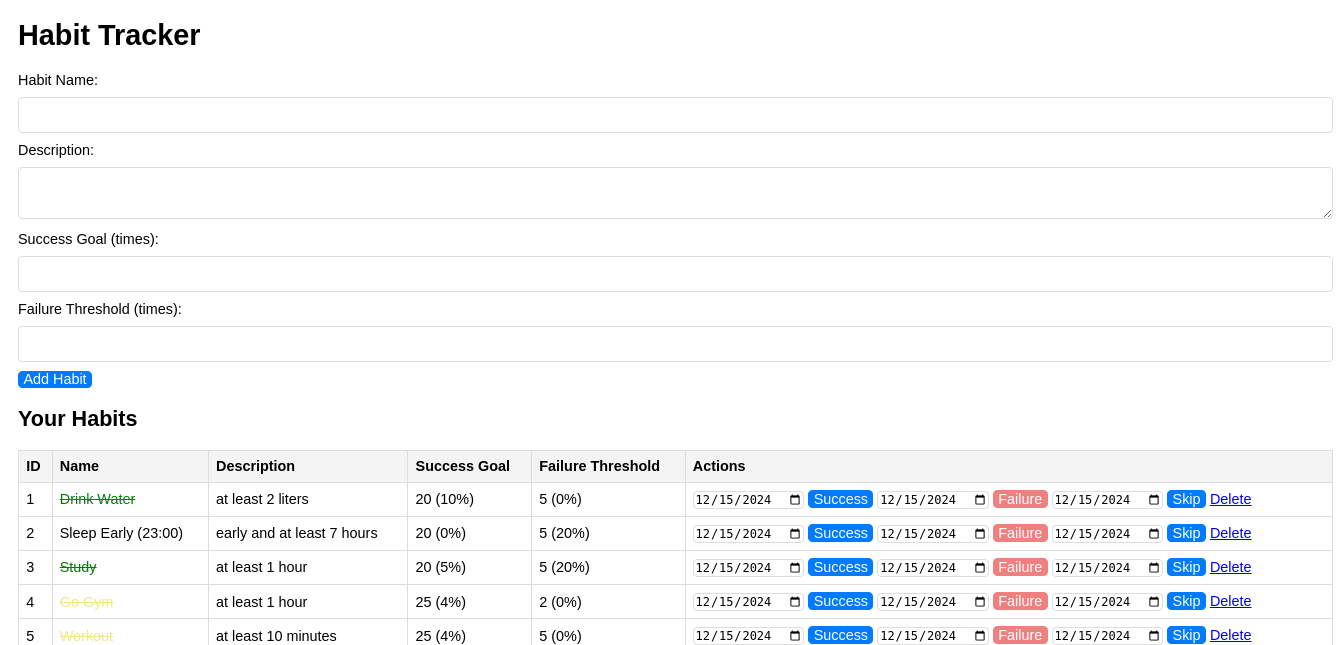 Habit Tracker
Habit Name:
Description:
Success Goal (times):
Failure Threshold (times):
Add Habit
Your Habits
ID Name Description Success Goal Failure Threshold Actions
1 Drink Water at least 2 liters 20 (10%) 5 (0%) 12/15/2024 Success 12/15/2024 Failure 12/15/2024 Skip Delete
2 Sleep Early (23:00) early and at least 7 hours 20 (0%) 5 (20%) 12/15/2024 Success 12/15/2024 Failure 12/15/2024 Skip Delete
3 Study at least 1 hour 20 (5%) 5 (20%) 12/15/2024 Success 12/15/2024 Failure 12/15/2024 Skip Delete
4 Go Gym at least 1 hour 25 (4%) 2 (0%) 12/15/2024 Success 12/15/2024 Failure 12/15/2024 Skip Delete
5 Workout at least 10 minutes 25 (4%) 5 (0%) 12/15/2024 Success 12/15/2024 Failure 12/15/2024 Skip Delete